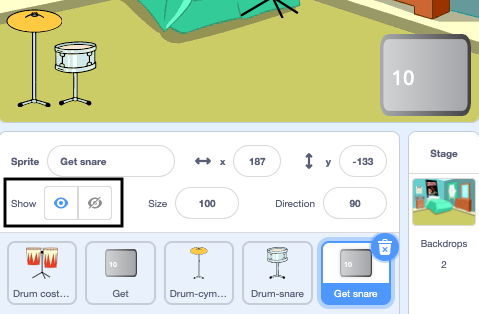 10
Sprite Get snare x 187 y -133
Show Size 100 Direction 90
Stage
Backdrops
2
10 10
Drum cost... Get Drum-cym... Drum-snare Get snare